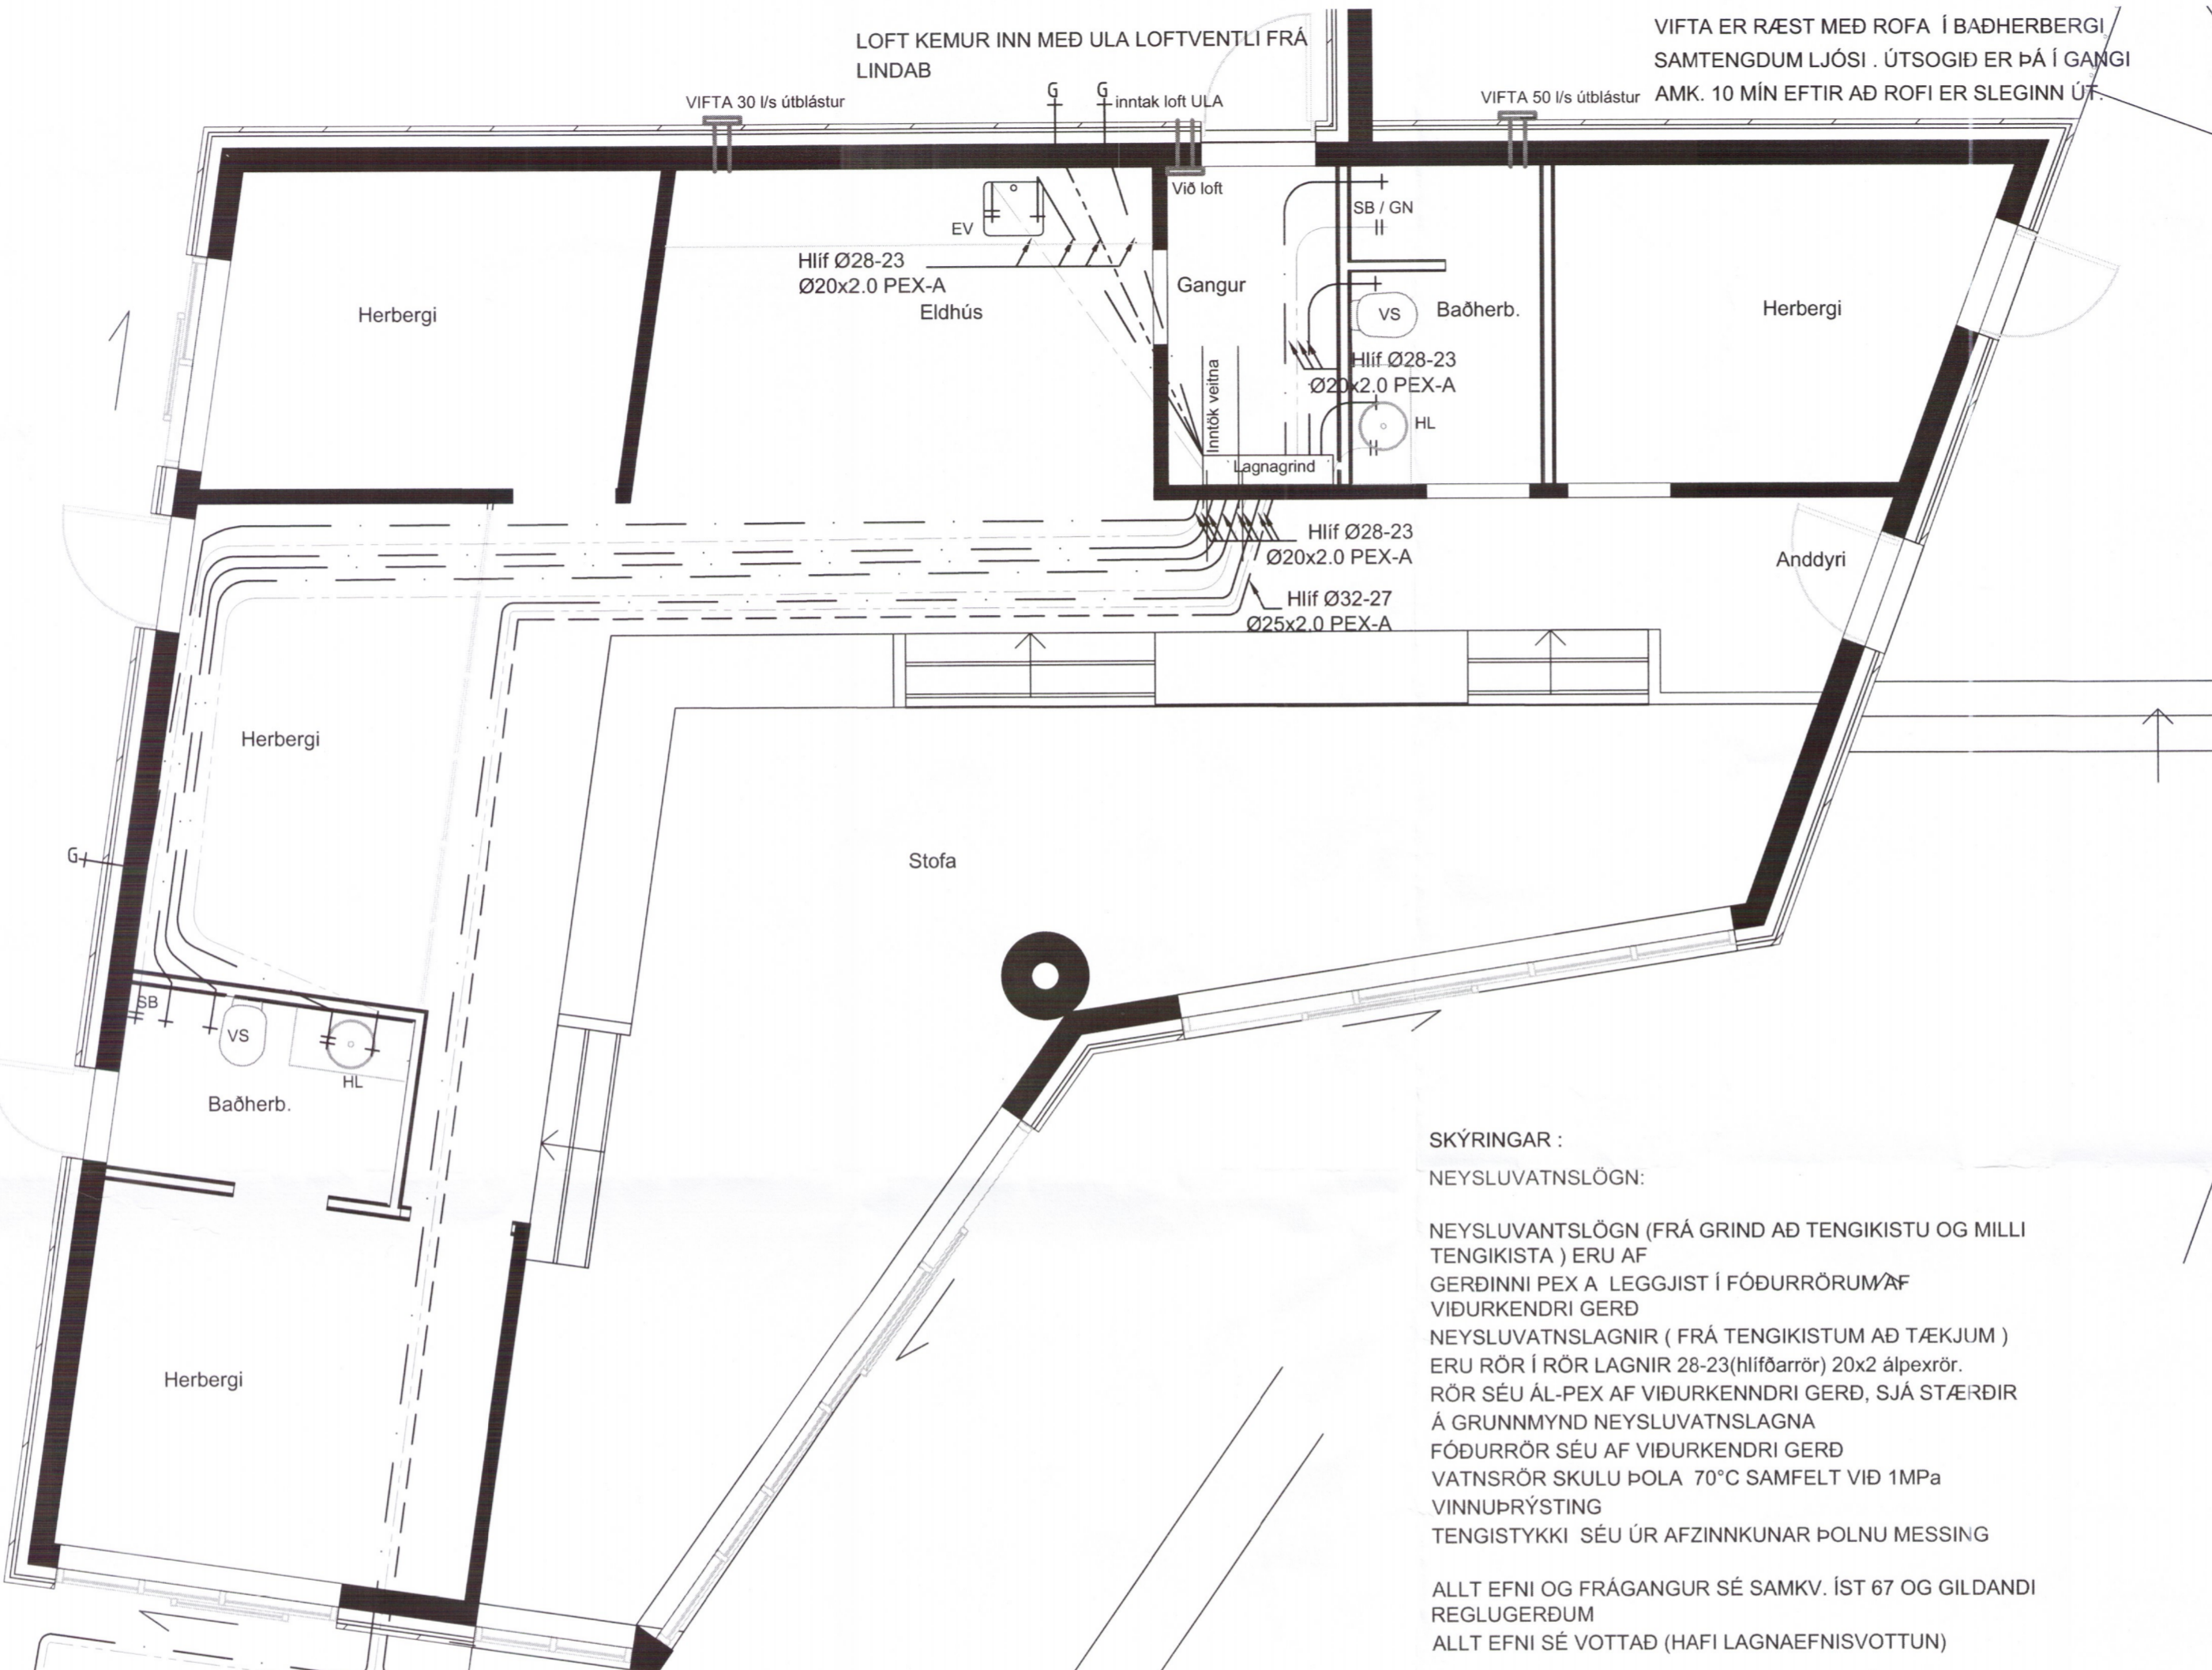 LOFT KEMUR INN MEÐ ULA LOFTVENTLI FRÁ
LINDAB
VIFTA ER RÆST MEÐ ROFA Í BAÐHERBERGI
SAMTENGDUM LJÓSI . ÚTSOGIÐ ER ÞÁ Í GANGI
AMK. 10 MÍN EFTIR AÐ ROFI ER SLEGINN ÚT.
VIFTA 30 l/s útblástur
G
G
inntak loft ULA
VIFTA 50 l/s útblástur
Við loft
SB / GN
EV
Hlíf Ø28-23
Ø20x2.0 PEX-A
Eldhús
Herbergi
Gangur
VS
Baðherb.
Herbergi
Hlíf Ø28-23
Ø20x2.0 PEX-A
Inntök veitna
HL
Lagnagrind
Hlíf Ø28-23
Ø20x2.0 PEX-A
Anddyri
Hlíf Ø32-27
Ø25x2.0 PEX-A
Herbergi
G
Stofa
SB
VS
HL
Baðherb.
Herbergi
SKÝRINGAR :
NEYSLUVATNSLÖGN:
NEYSLUVANTSLÖGN (FRÁ GRIND AÐ TENGIKISTU OG MILLI
TENGIKISTA ) ERU AF
GERÐINNI PEX A LEGGJIST Í FÓÐURRÖRUM AF
VIÐURKENDRI GERÐ
NEYSLUVATNSLAGNIR ( FRÁ TENGIKISTUM AÐ TÆKJUM )
ERU RÖR Í RÖR LAGNIR 28-23(hlífðarrör) 20x2 álpexrör.
RÖR SÉU ÁL-PEX AF VIÐURKENNDRI GERÐ, SJÁ STÆRÐIR
Á GRUNNMYND NEYSLUVATNSLAGNA
FÓÐURRÖR SÉU AF VIÐURKENDRI GERÐ
VATNSRÖR SKULU ÞOLA 70°C SAMFELT VIÐ 1MPa
VINNUÞRÝSTING
TENGISTYKKI SÉU ÚR AFZINNKUNAR ÞOLNU MESSING
ALLT EFNI OG FRÁGANGUR SÉ SAMKV. ÍST 67 OG GILDANDI
REGLUGERÐUM
ALLT EFNI SÉ VOTTAÐ (HAFI LAGNAEFNISVOTTUN)